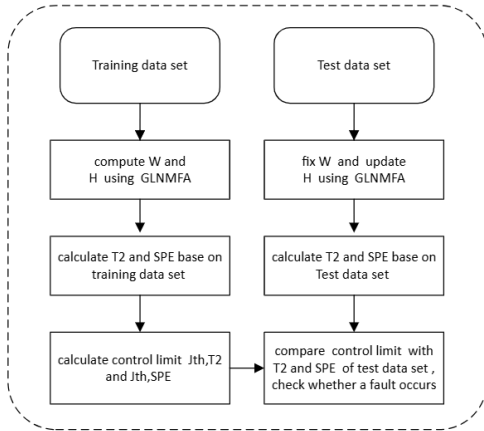 Training data set
Test data set
compute W and
H using GLNMFA
fix W and update
H using GLNMFA
calculate T2 and SPE base on
training data set
calculate T2 and SPE base on
Test data set
calculate control limit Jth,T2
and Jth,SPE
compare control limit with
T2 and SPE of test data set ,
check whether a fault occurs